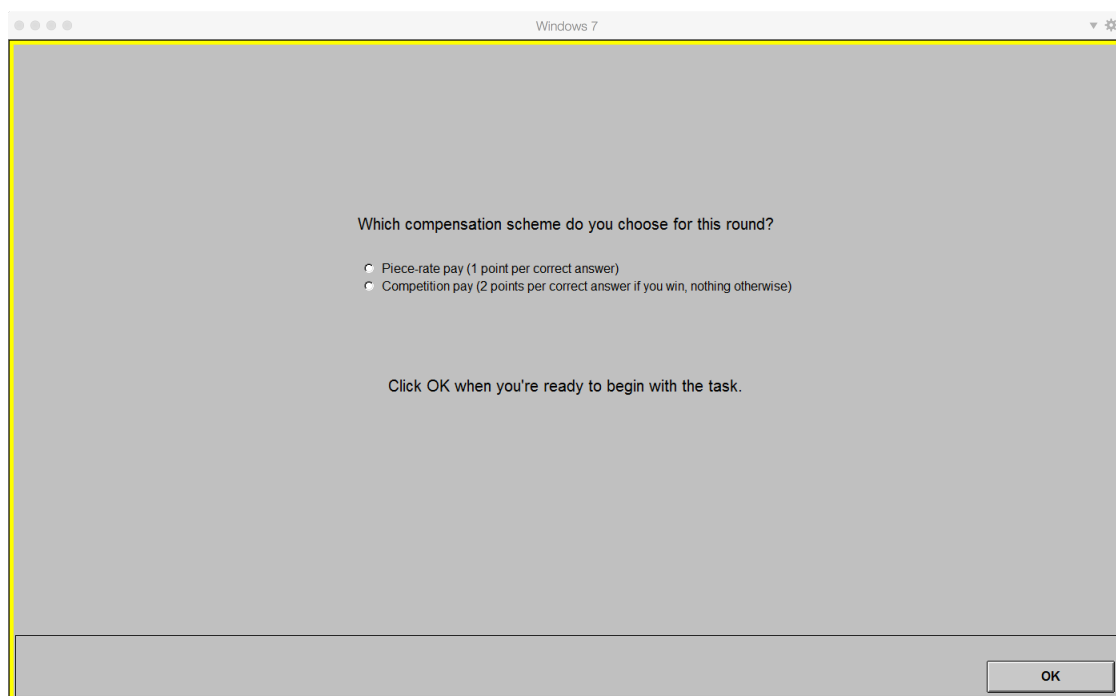 Windows 7
Which compensation scheme do you choose for this round?
Piece-rate pay (1 point per correct answer)
Competition pay (2 points per correct answer if you win, nothing otherwise)
Click OK when you're ready to begin with the task.
OK